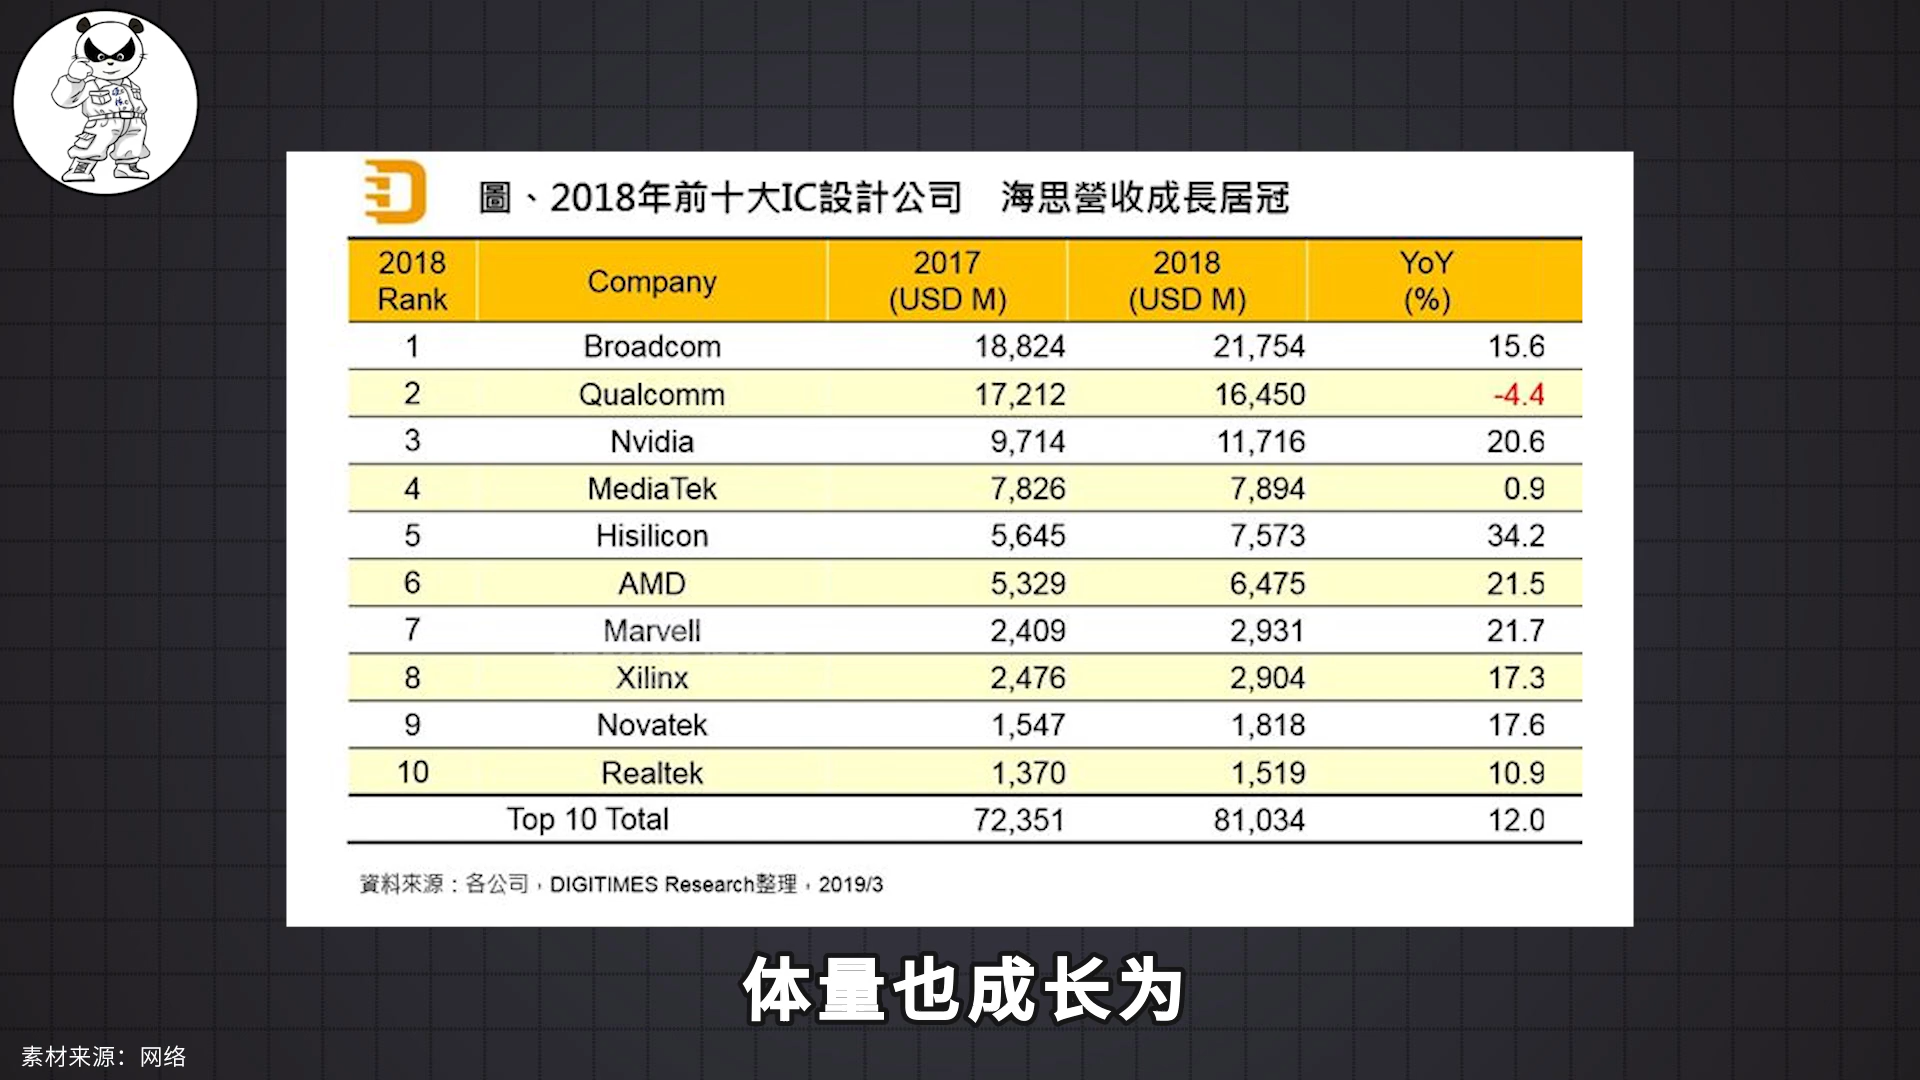 圖、2018年前十大IC設計公司 海思營收成長居冠
2018 Rank Company 2017 (USD M) 2018 (USD M) YoY (%)
1 Broadcom 18,824 21,754 15.6
2 Qualcomm 17,212 16,450 -4.4
3 Nvidia 9,714 11,716 20.6
4 MediaTek 7,826 7,894 0.9
5 Hisilicon 5,645 7,573 34.2
6 AMD 5,329 6,475 21.5
7 Marvell 2,409 2,931 21.7
8 Xilinx 2,476 2,904 17.3
9 Novatek 1,547 1,818 17.6
10 Realtek 1,370 1,519 10.9
Top 10 Total 72,351 81,034 12.0
資料來源：各公司，DIGITIMES Research整理，2019/3
体量也成长为
素材来源：网络